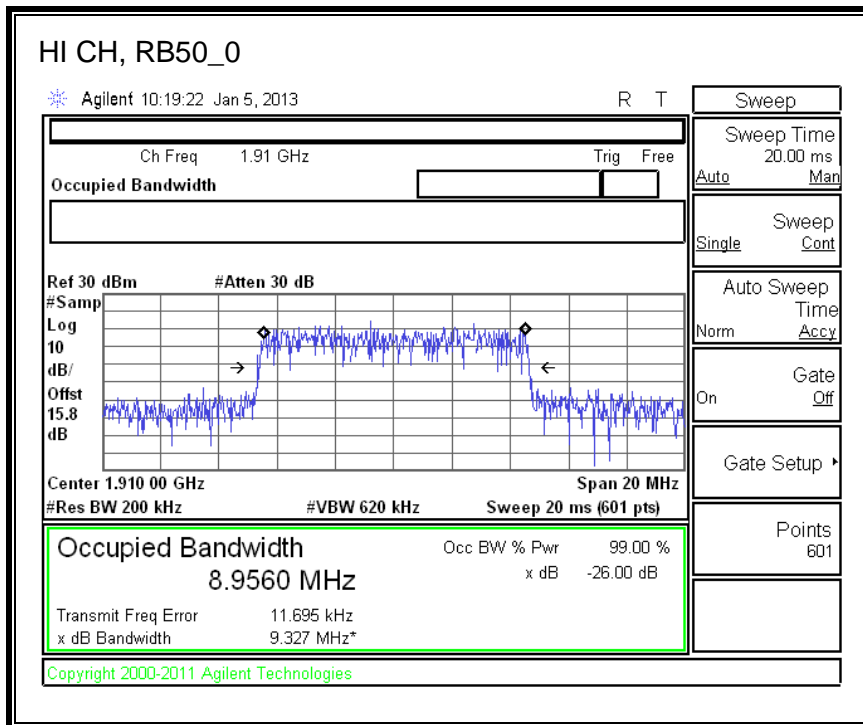 HI CH, RB50_0
Agilent 10:19:22 Jan 5, 2013 R T
Ch Freq 1.91 GHz Trig Free
Occupied Bandwidth
Ref 30 dBm #Atten 30 dB
#Samp
Log
10
dB/
Offst
15.8
dB
Center 1.910 00 GHz Span 20 MHz
#Res BW 200 kHz #VBW 620 kHz Sweep 20 ms (601 pts)
Occupied Bandwidth Occ BW % Pwr 99.00 %
8.9560 MHz x dB -26.00 dB
Transmit Freq Error 11.695 kHz
x dB Bandwidth 9.327 MHz*
Copyright 2000-2011 Agilent Technologies
Sweep
Sweep Time
20.00 ms
Auto Man
Sweep
Single Cont
Auto Sweep
Time
Norm Accy
Gate
On Off
Gate Setup
Points
601